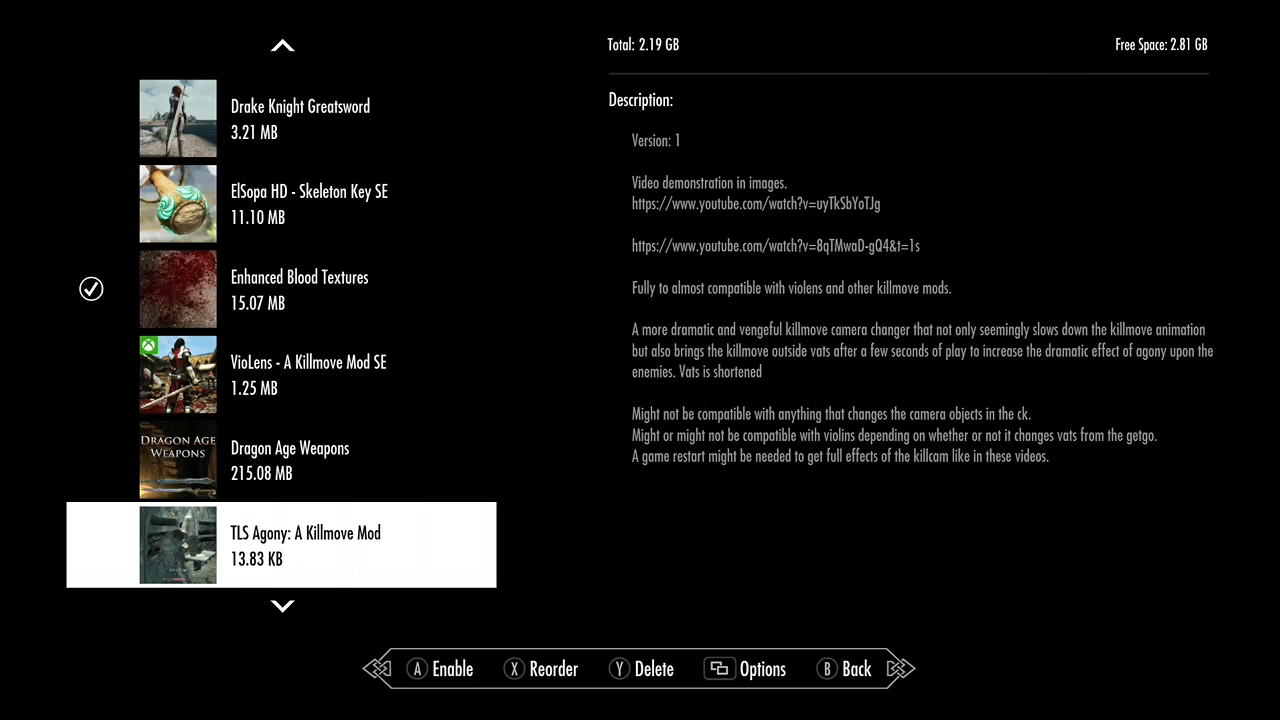 Total: 2.19 GB
Free Space: 2.81 GB
Drake Knight Greatsword
3.21 MB
ElSopa HD - Skeleton Key SE
11.10 MB
Enhanced Blood Textures
15.07 MB
VioLens - A Killmove Mod SE
1.25 MB
DRAGON AGE
WEAPONS
Dragon Age Weapons
215.08 MB
TLS Agony: A Killmove Mod
13.83 KB
Description:
Version: 1
Video demonstration in images.
https://www.youtube.com/watch?v=uyTkSbYoTJg
https://www.youtube.com/watch?v=8qTMwaD-gQ4&t=1s
Fully to almost compatible with violens and other killmove mods.
A more dramatic and vengeful killmove camera changer that not only seemingly slows down the killmove animation
but also brings the killmove outside vats after a few seconds of play to increase the dramatic effect of agony upon the
enemies. Vats is shortened
Might not be compatible with anything that changes the camera objects in the ck.
Might or might not be compatible with violins depending on whether or not it changes vats from the getgo.
A game restart might be needed to get full effects of the killcam like in these videos.
A Enable X Reorder Y Delete Options B Back